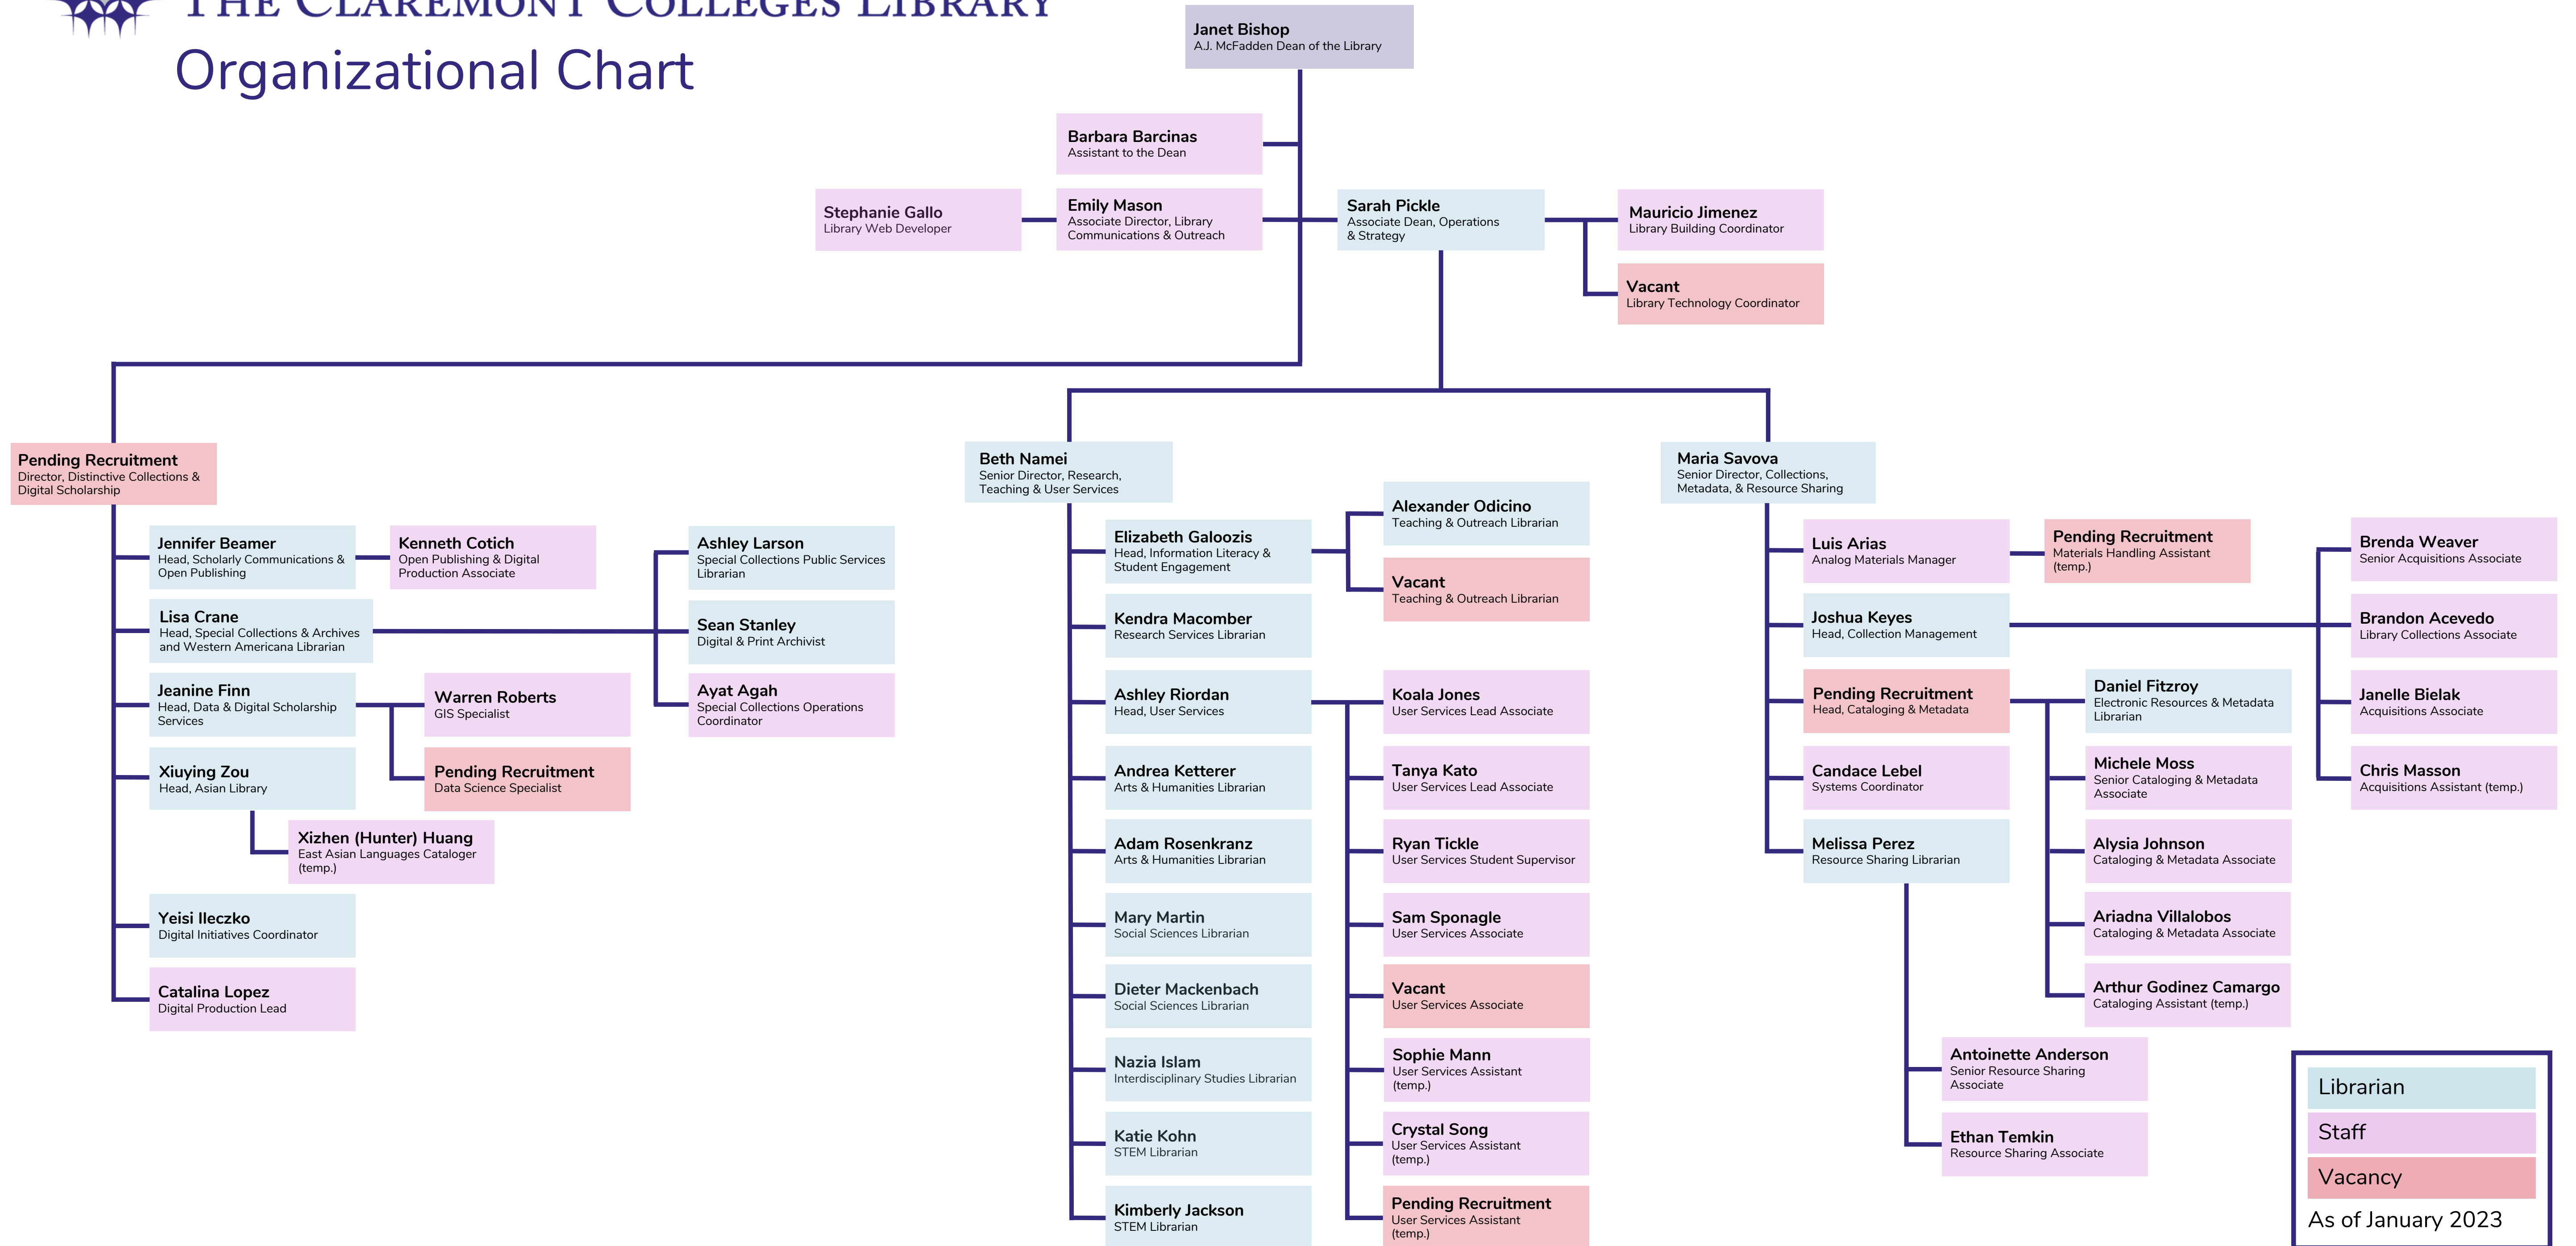 THE CLAREMONT COLLEGES LIBRARY
Organizational Chart
Janet Bishop
A.J. McFadden Dean of the Library
Barbara Barcinas
Assistant to the Dean
Stephanie Gallo
Library Web Developer
Emily Mason
Associate Director, Library
Communications & Outreach
Sarah Pickle
Associate Dean, Operations
& Strategy
Mauricio Jimenez
Library Building Coordinator
Vacant
Library Technology Coordinator
Pending Recruitment
Director, Distinctive Collections &
Digital Scholarship
Jennifer Beamer
Head, Scholarly Communications &
Open Publishing
Kenneth Cotich
Open Publishing & Digital
Production Associate
Lisa Crane
Head, Special Collections & Archives
and Western Americana Librarian
Ashley Larson
Special Collections Public Services
Librarian
Sean Stanley
Digital & Print Archivist
Ayat Agah
Special Collections Operations
Coordinator
Jeanine Finn
Head, Data & Digital Scholarship
Services
Warren Roberts
GIS Specialist
Pending Recruitment
Data Science Specialist
Xiuying Zou
Head, Asian Library
Xizhen (Hunter) Huang
East Asian Languages Cataloger
(temp.)
Yeisi Ileczko
Digital Initiatives Coordinator
Catalina Lopez
Digital Production Lead
Beth Namei
Senior Director, Research,
Teaching & User Services
Elizabeth Galoozis
Head, Information Literacy &
Student Engagement
Alexander Odicino
Teaching & Outreach Librarian
Vacant
Teaching & Outreach Librarian
Kendra Macomber
Research Services Librarian
Ashley Riordan
Head, User Services
Koala Jones
User Services Lead Associate
Tanya Kato
User Services Lead Associate
Ryan Tickle
User Services Student Supervisor
Sam Sponagle
User Services Associate
Vacant
User Services Associate
Sophie Mann
User Services Assistant
(temp.)
Crystal Song
User Services Assistant
(temp.)
Pending Recruitment
User Services Assistant
(temp.)
Andrea Ketterer
Arts & Humanities Librarian
Adam Rosenkranz
Arts & Humanities Librarian
Mary Martin
Social Sciences Librarian
Dieter Mackenbach
Social Sciences Librarian
Nazia Islam
Interdisciplinary Studies Librarian
Katie Kohn
STEM Librarian
Kimberly Jackson
STEM Librarian
Maria Savova
Senior Director, Collections,
Metadata, & Resource Sharing
Luis Arias
Analog Materials Manager
Pending Recruitment
Materials Handling Assistant
(temp.)
Joshua Keyes
Head, Collection Management
Brenda Weaver
Senior Acquisitions Associate
Brandon Acevedo
Library Collections Associate
Janelle Bielak
Acquisitions Associate
Chris Masson
Acquisitions Assistant (temp.)
Pending Recruitment
Head, Cataloging & Metadata
Daniel Fitzroy
Electronic Resources & Metadata
Librarian
Michele Moss
Senior Cataloging & Metadata
Associate
Alysia Johnson
Cataloging & Metadata Associate
Ariadna Villalobos
Cataloging & Metadata Associate
Arthur Godinez Camargo
Cataloging Assistant (temp.)
Candace Lebel
Systems Coordinator
Melissa Perez
Resource Sharing Librarian
Antoinette Anderson
Senior Resource Sharing
Associate
Ethan Temkin
Resource Sharing Associate
Librarian
Staff
Vacancy
As of January 2023